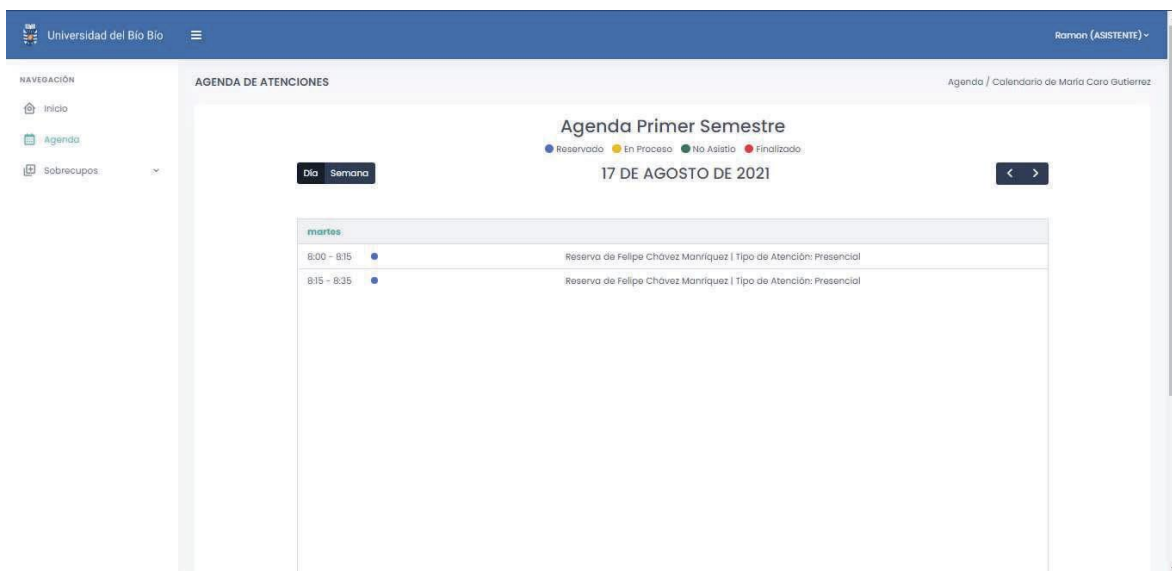 Universidad del Bío Bío
Ramon (ASISTENTE)
NAVEGACIÓN
AGENDA DE ATENCIONES
Agenda / Calendario de María Caro Gutierrez
Inicio
Agenda
Sobrecupos
Agenda Primer Semestre
Reservado En Proceso No Asistio Finalizado
Día Semana
17 DE AGOSTO DE 2021
martes
8:00 - 8:15 Reserva de Felipe Chávez Manríquez | Tipo de Atención: Presencial
8:15 - 8:35 Reserva de Felipe Chávez Manríquez | Tipo de Atención: Presencial